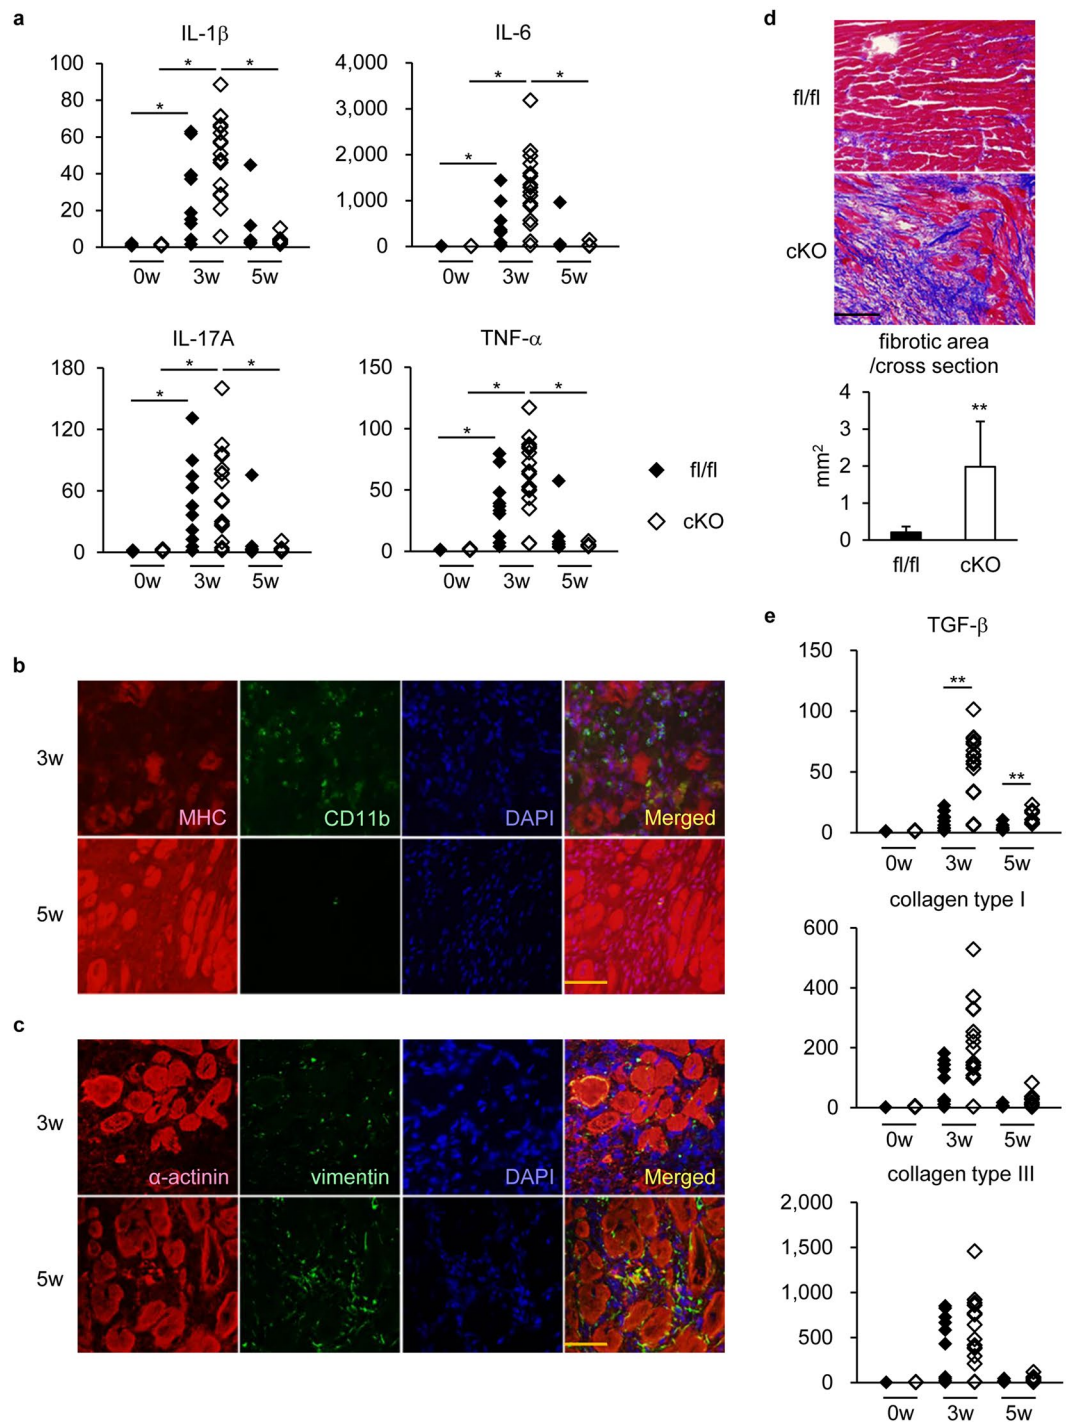 a
IL-1β
100
80
60
40
20
0
*
*
*
0w
3w
5w
IL-6
4,000
3,000
2,000
1,000
0
*
*
*
0w
3w
5w
IL-17A
180
120
60
0
*
*
*
0w
3w
5w
TNF-α
150
100
50
0
*
*
*
0w
3w
5w
fl/fl
cKO
b
3w
MHC
CD11b
DAPI
Merged
5w
c
3w
α-actinin
vimentin
DAPI
Merged
5w
d
fl/fl
cKO
fibrotic area
/cross section
mm²
4
3
2
1
0
**
fl/fl
cKO
e
TGF-β
150
100
50
0
**
**
0w
3w
5w
collagen type I
600
400
200
0
0w
3w
5w
collagen type III
2,000
1,500
1,000
500
0
0w
3w
5w